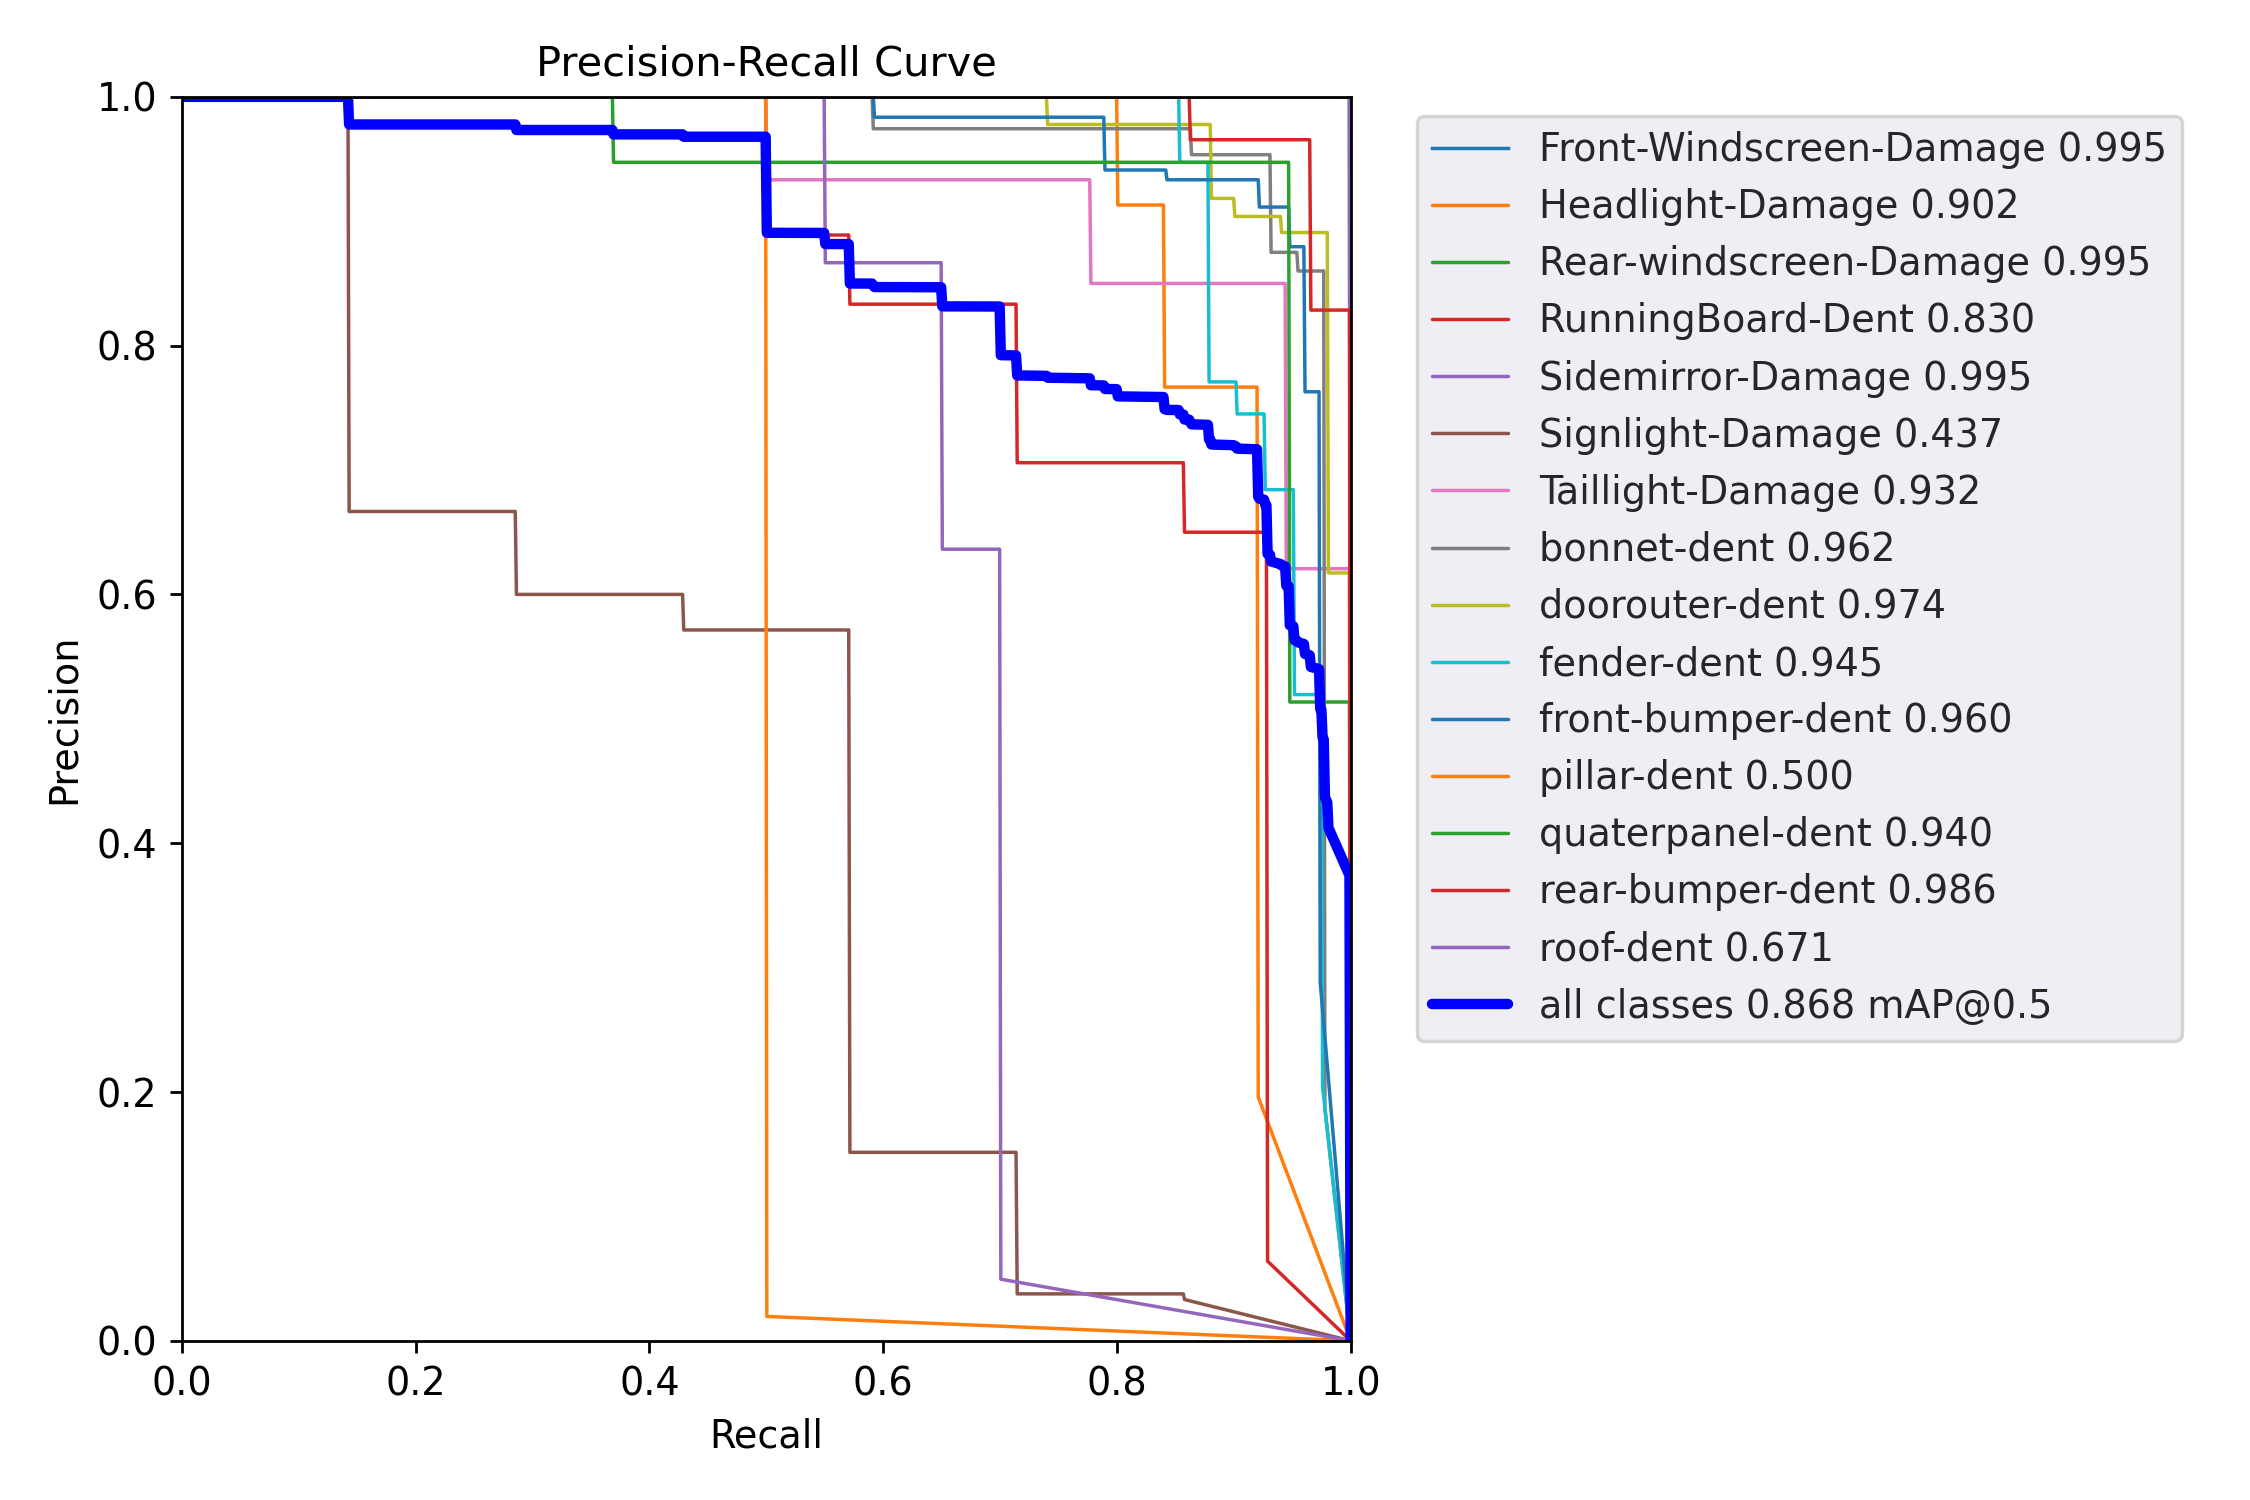 Precision-Recall Curve
1.0
0.8
0.6
0.4
0.2
0.0
Precision
0.0 0.2 0.4 0.6 0.8 1.0
Recall
Front-Windscreen-Damage 0.995
Headlight-Damage 0.902
Rear-windscreen-Damage 0.995
RunningBoard-Dent 0.830
Sidemirror-Damage 0.995
Signlight-Damage 0.437
Taillight-Damage 0.932
bonnet-dent 0.962
doorouter-dent 0.974
fender-dent 0.945
front-bumper-dent 0.960
pillar-dent 0.500
quaterpanel-dent 0.940
rear-bumper-dent 0.986
roof-dent 0.671
all classes 0.868 mAP@0.5